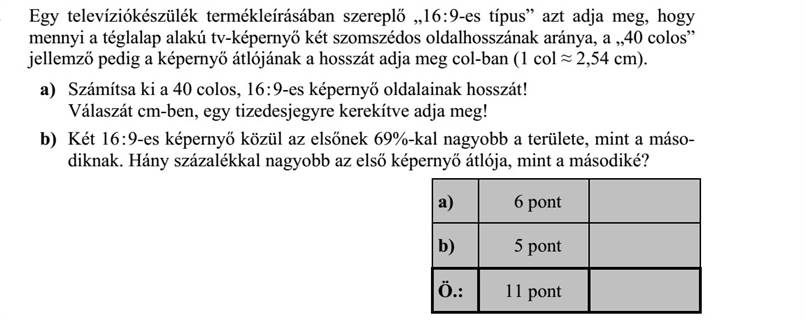 Egy televíziókészülék termékleírásában szereplő „16:9-es típus” azt adja meg, hogy
mennyi a téglalap alakú tv-képernyő két szomszédos oldalhosszának aránya, a „40 colos”
jellemző pedig a képernyő átlójának a hosszát adja meg col-ban (1 col ≈ 2,54 cm).
a) Számítsa ki a 40 colos, 16:9-es képernyő oldalainak hosszát!
Válaszát cm-ben, egy tizedesjegyre kerekítve adja meg!
b) Két 16:9-es képernyő közül az elsőnek 69%-kal nagyobb a területe, mint a máso-
diknak. Hány százalékkal nagyobb az első képernyő átlója, mint a másodiké?
a) 6 pont
b) 5 pont
Ö.: 11 pont